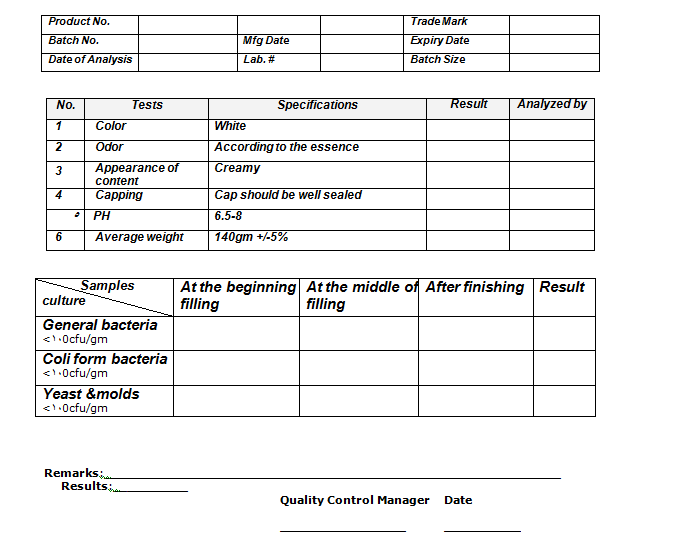 Product No. Trade Mark
Batch No. Mfg Date Expiry Date
Date of Analysis Lab. # Batch Size
No. Tests Specifications Result Analyzed by
1 Color White
2 Odor According to the essence
3 Appearance of content Creamy
4 Capping Cap should be well sealed
٥ PH 6.5-8
6 Average weight 140gm +/-5%
Samples
culture
At the beginning filling At the middle of filling After finishing Result
General bacteria
<١٠0cfu/gm
Coli form bacteria
<١٠0cfu/gm
Yeast &molds
<١٠0cfu/gm
Remarks:
Results:
Quality Control Manager Date